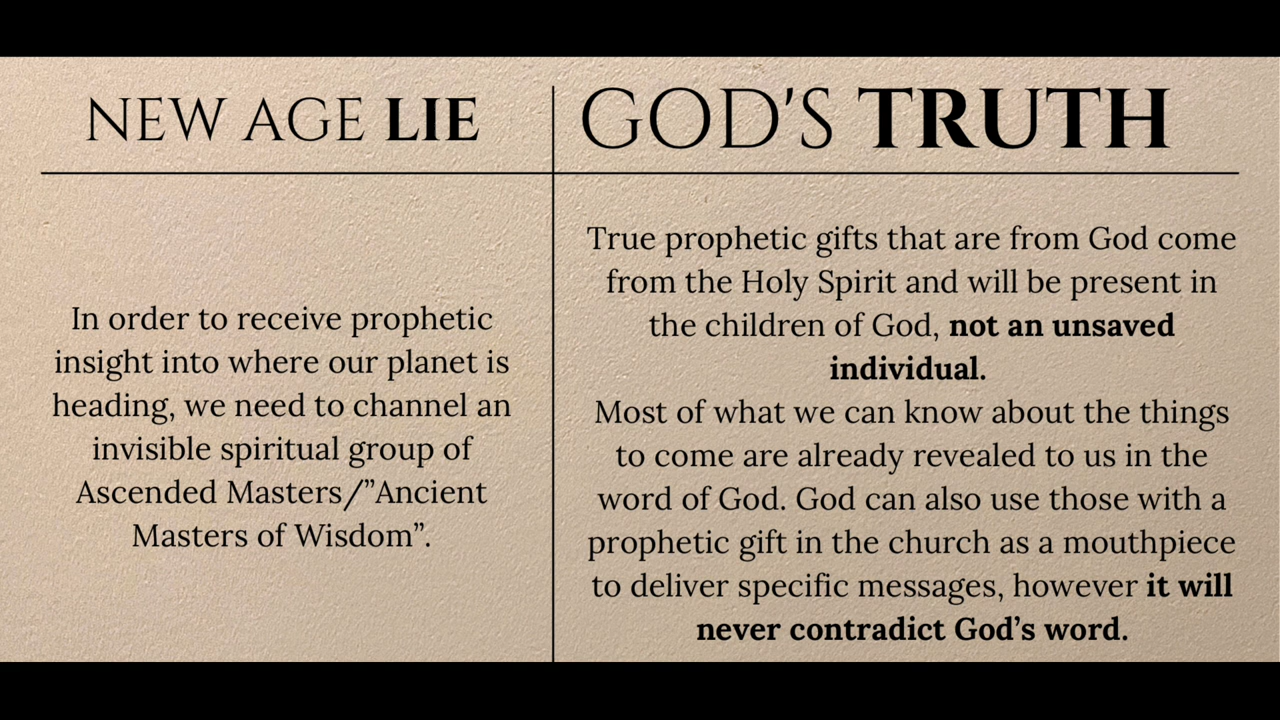 NEW AGE LIE
In order to receive prophetic
insight into where our planet is
heading, we need to channel an
invisible spiritual group of
Ascended Masters/”Ancient
Masters of Wisdom”.
GOD'S TRUTH
True prophetic gifts that are from God come
from the Holy Spirit and will be present in
the children of God, not an unsaved
individual.
Most of what we can know about the things
to come are already revealed to us in the
word of God. God can also use those with a
prophetic gift in the church as a mouthpiece
to deliver specific messages, however it will
never contradict God’s word.